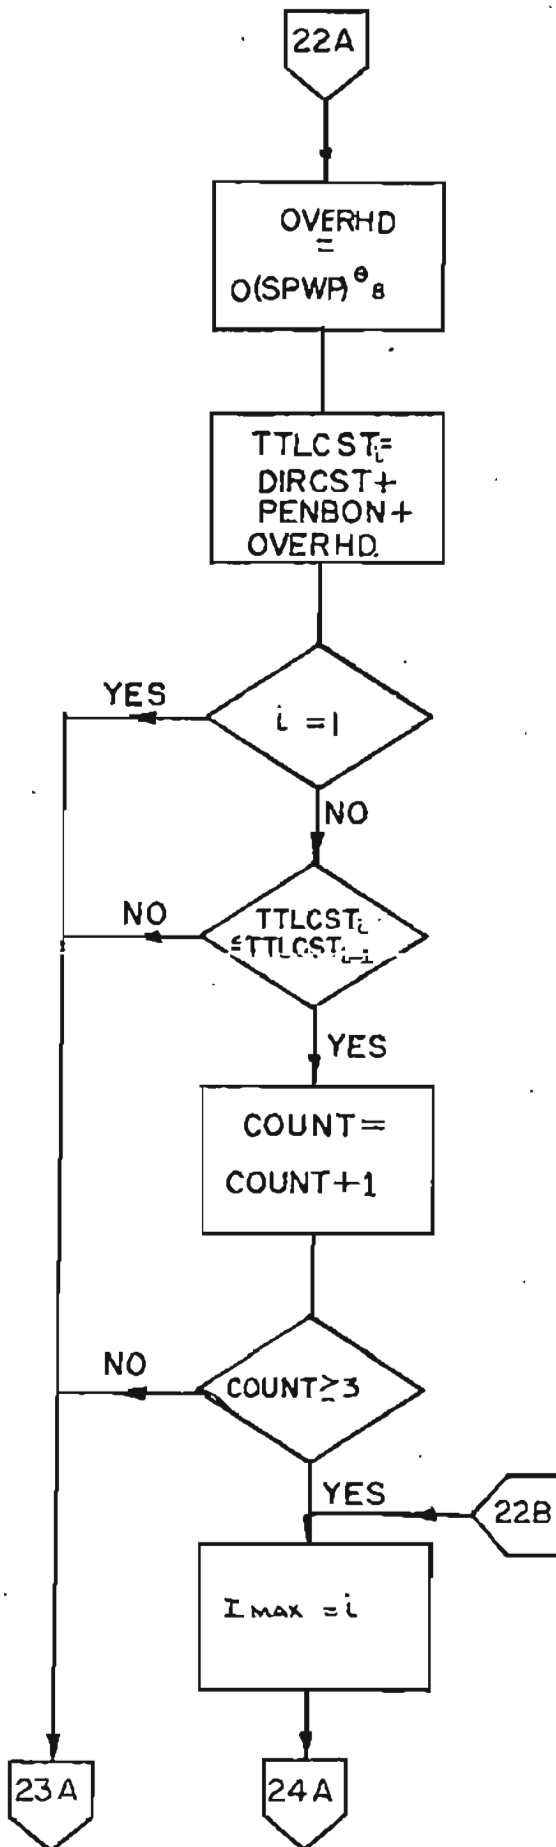 22A
OVERHD
=
O(SPWP)^θ8
TTLCSTi=
DIRCST+
PENBON+
OVERHD.
i =1
YES
NO
TTLCSTi
≤TTLCSTi-1
NO
YES
COUNT=
COUNT+1
COUNT≥3
NO
YES
22B
IMAX = i
23A
24A